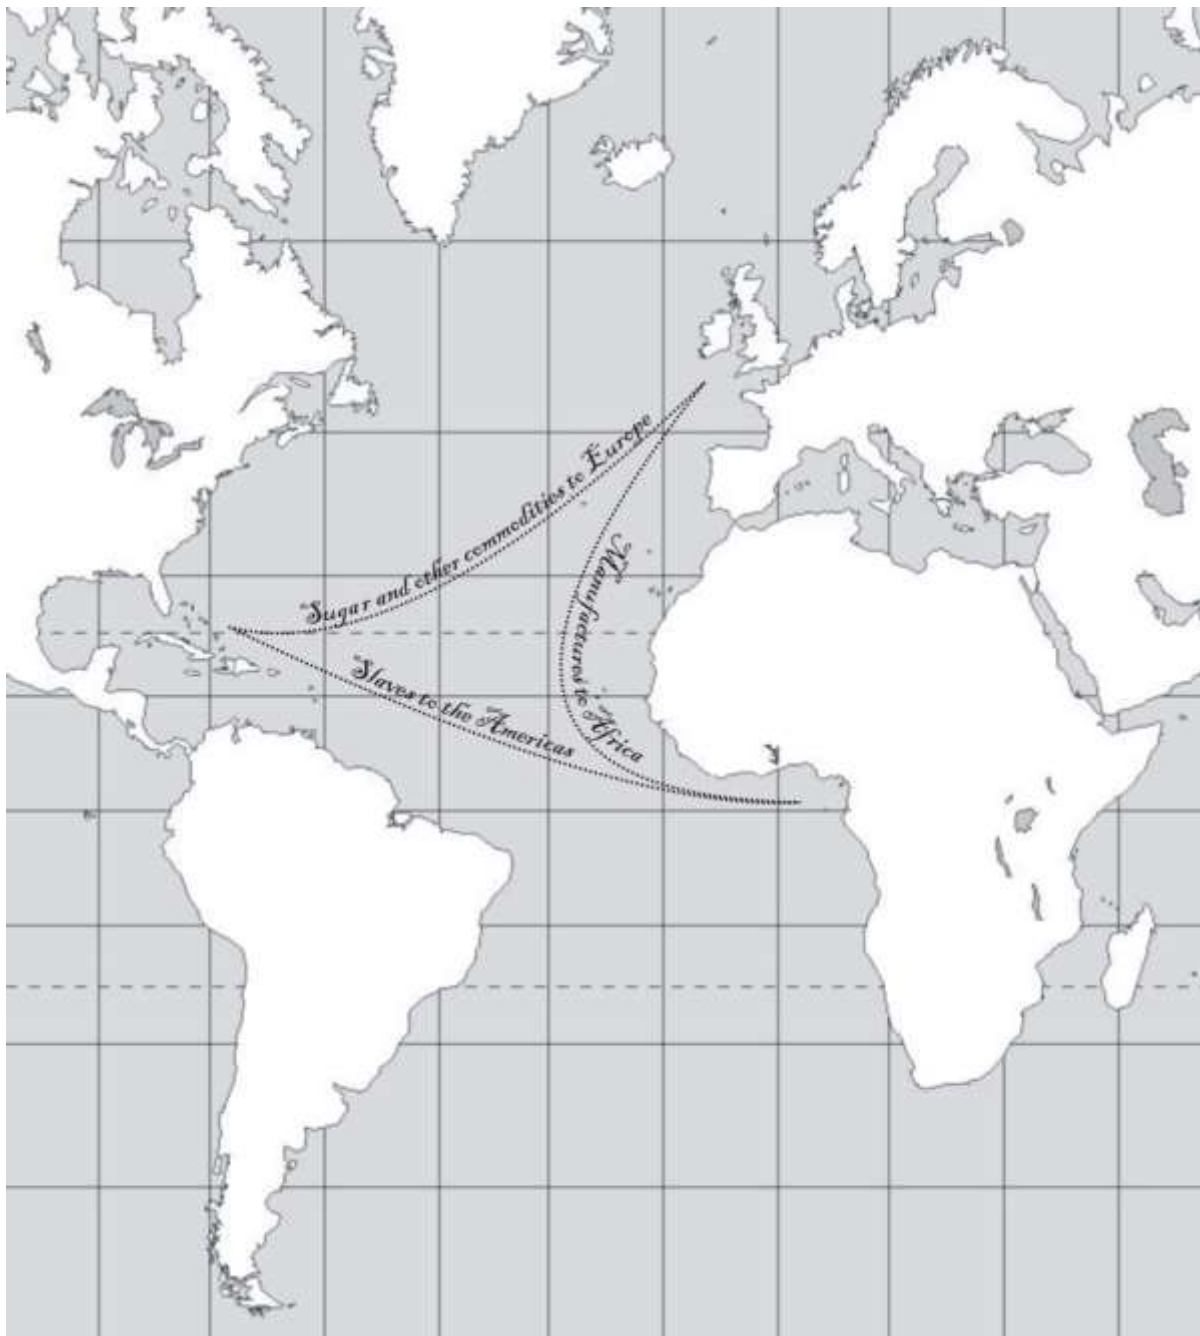 Sugar and other commodities to Europe
Manufactures to Africa
Slaves to the Americas